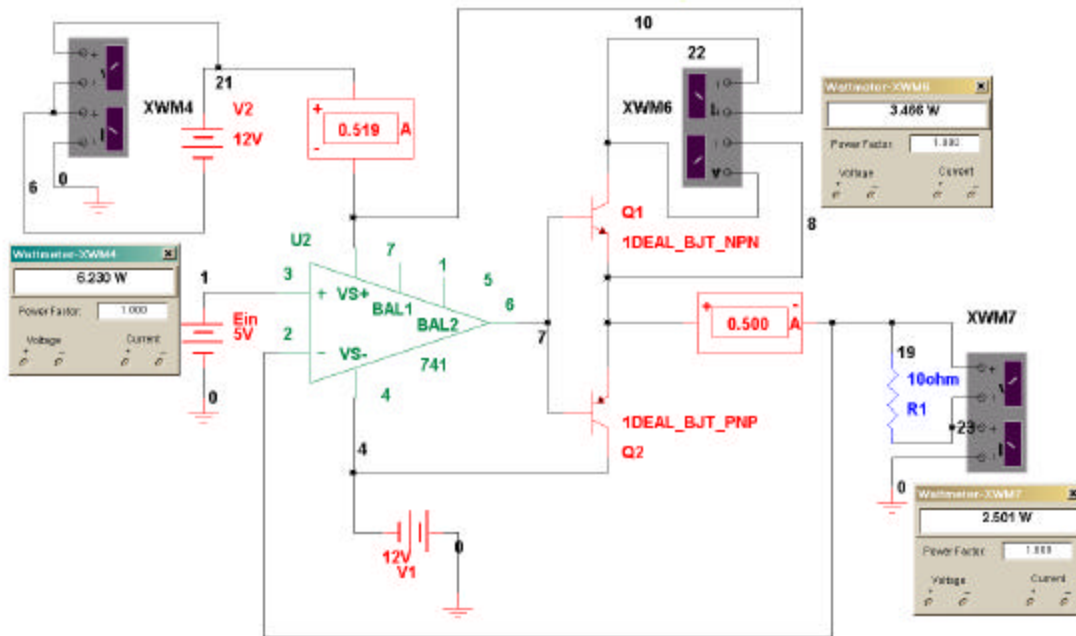 10
22
21
XWM4
V2
12V
+
0.519
A
-
XWM6
Wattmeter-XWM6
3.466 W
Power Factor: 1.000
Voltage Current
+ - + -
6
0
8
Q1
1DEAL_BJT_NPN
U2
7
1
5
Wattmeter-XWM4
6.230 W
Power Factor: 1.000
Voltage Current
+ - + -
1
3
+ VS+
BAL1
BAL2
6
Ein
5V
2
- VS-
741
7
+
0.500
A
-
XWM7
19
10ohm
R1
0
4
1DEAL_BJT_PNP
Q2
23
4
0
Wattmeter-XWM7
2.501 W
Power Factor: 1.000
Voltage Current
+ - + -
12V
V1
0